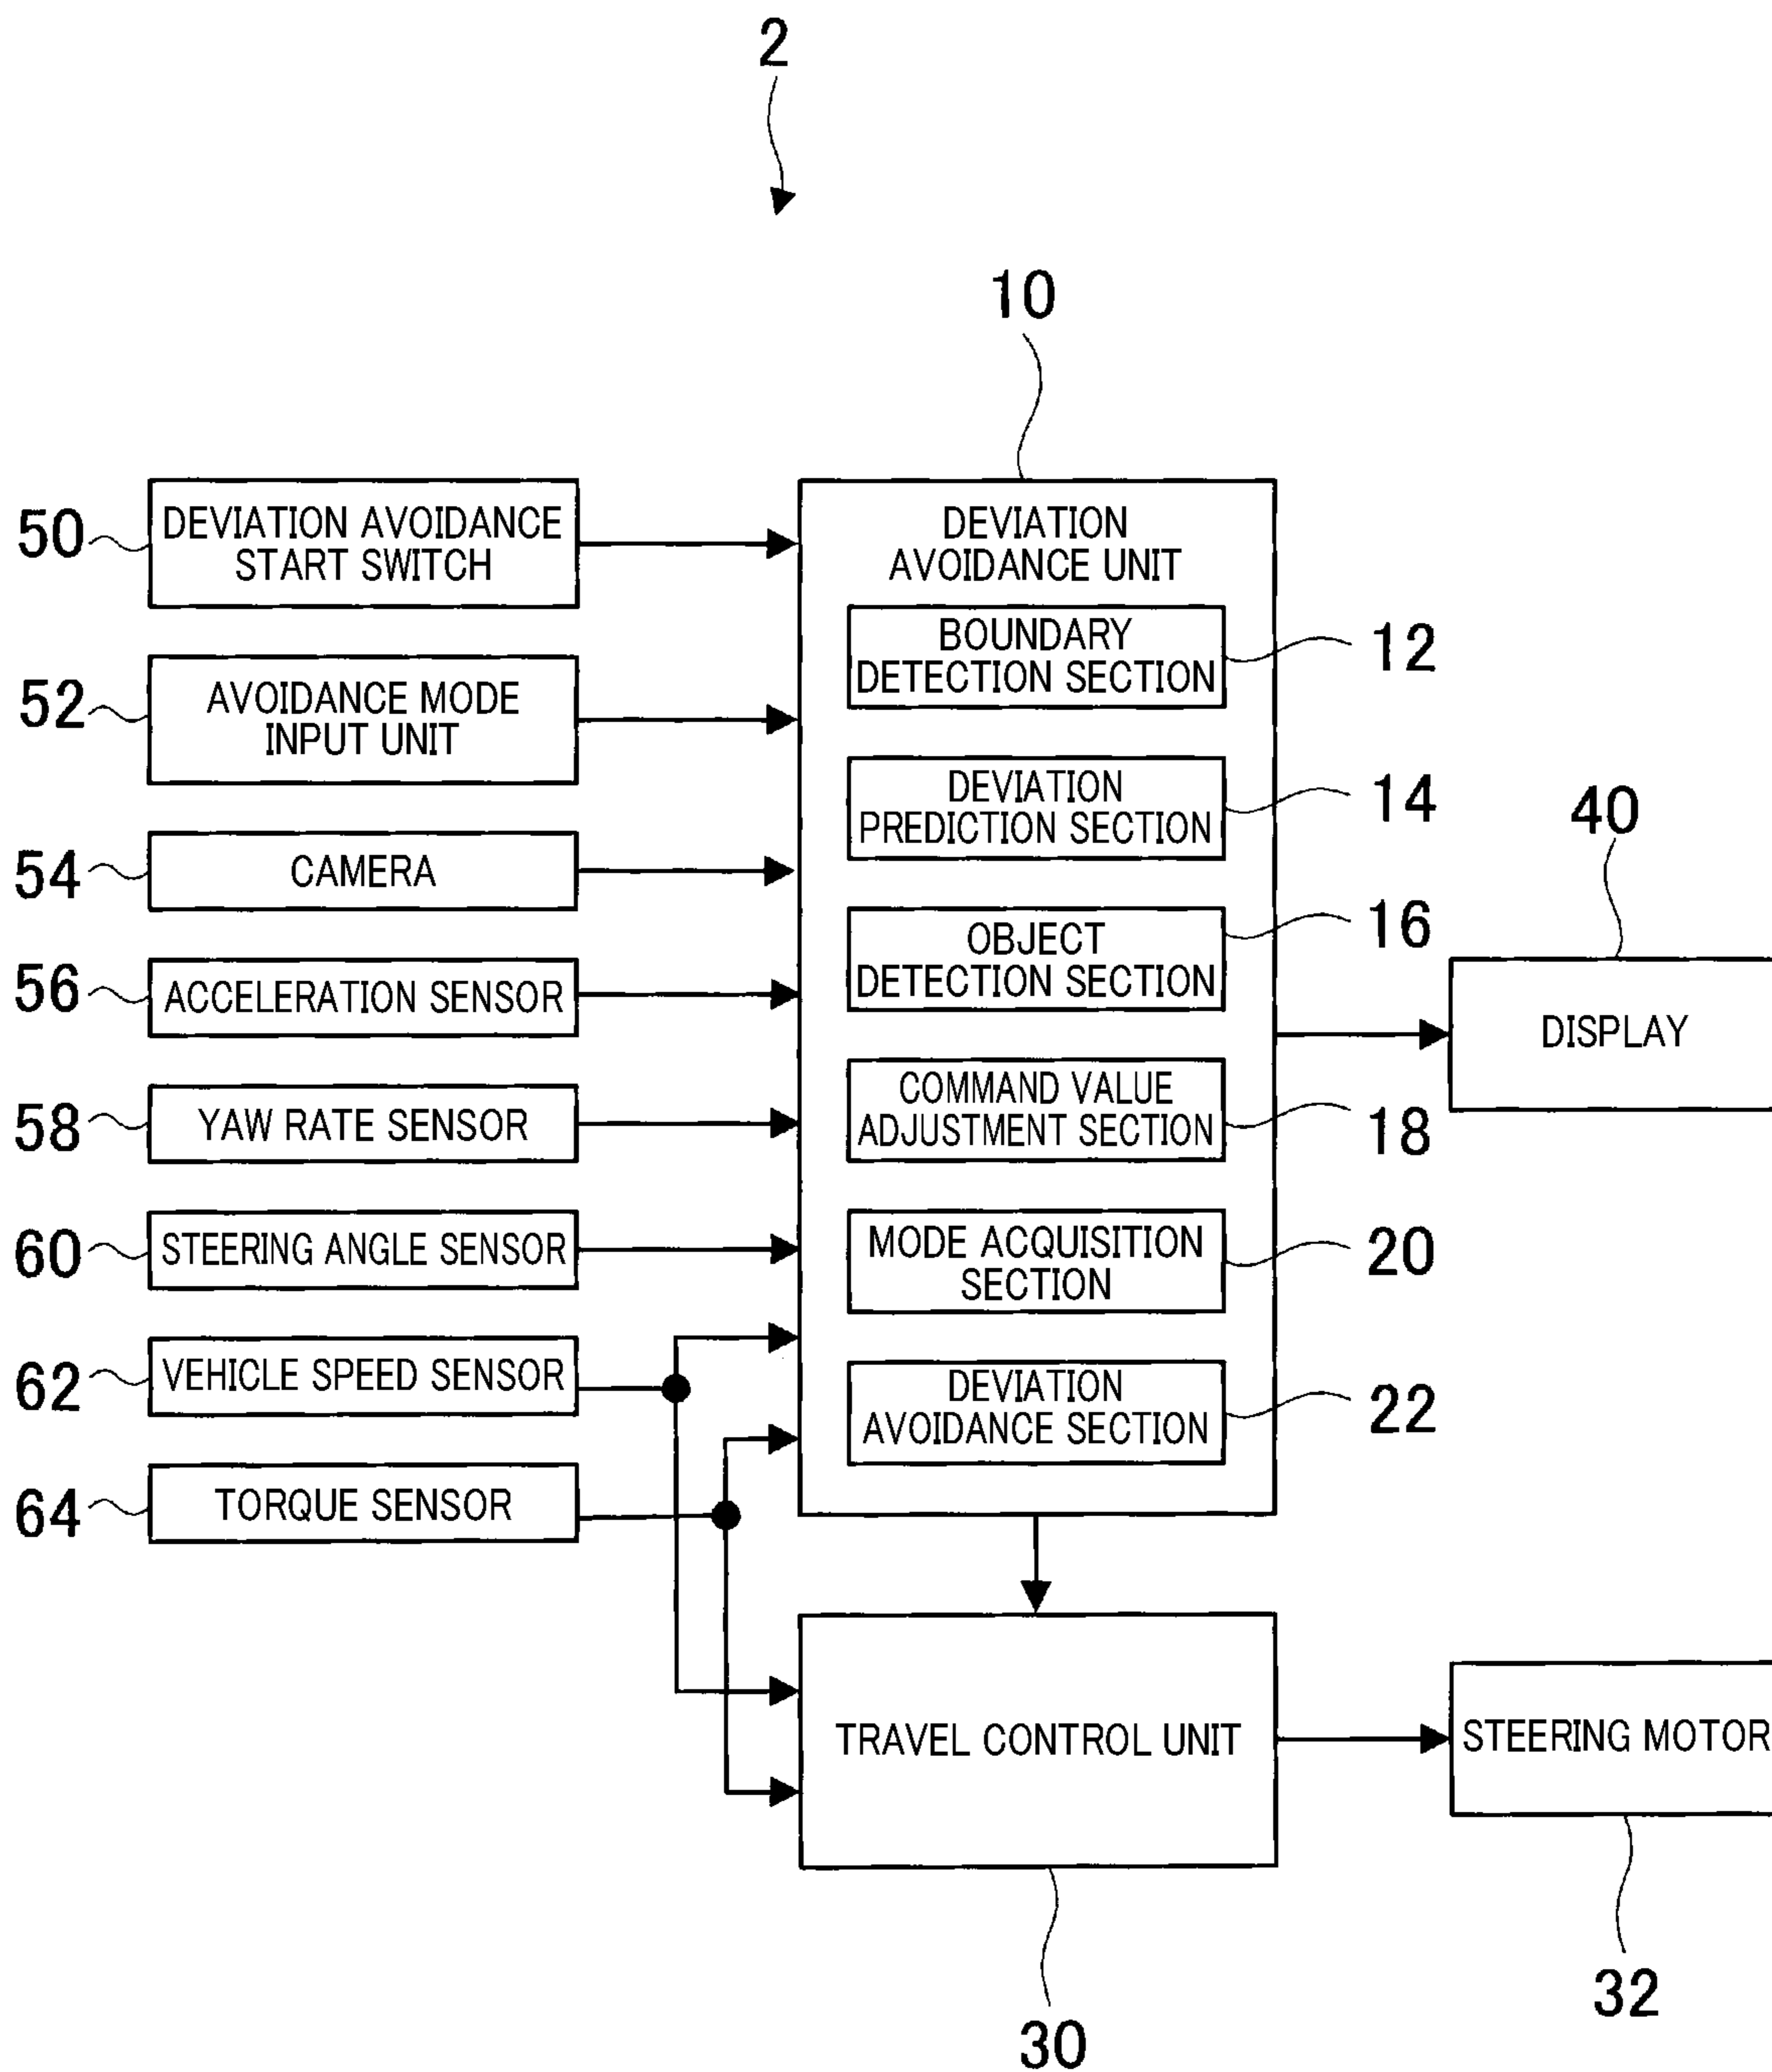 2
10
50
DEVIATION AVOIDANCE
START SWITCH
52
AVOIDANCE MODE
INPUT UNIT
54
CAMERA
56
ACCELERATION SENSOR
58
YAW RATE SENSOR
60
STEERING ANGLE SENSOR
62
VEHICLE SPEED SENSOR
64
TORQUE SENSOR
DEVIATION
AVOIDANCE UNIT
BOUNDARY
DETECTION SECTION
12
DEVIATION
PREDICTION SECTION
14
OBJECT
DETECTION SECTION
16
COMMAND VALUE
ADJUSTMENT SECTION
18
MODE ACQUISITION
SECTION
20
DEVIATION
AVOIDANCE SECTION
22
40
DISPLAY
TRAVEL CONTROL UNIT
30
STEERING MOTOR
32